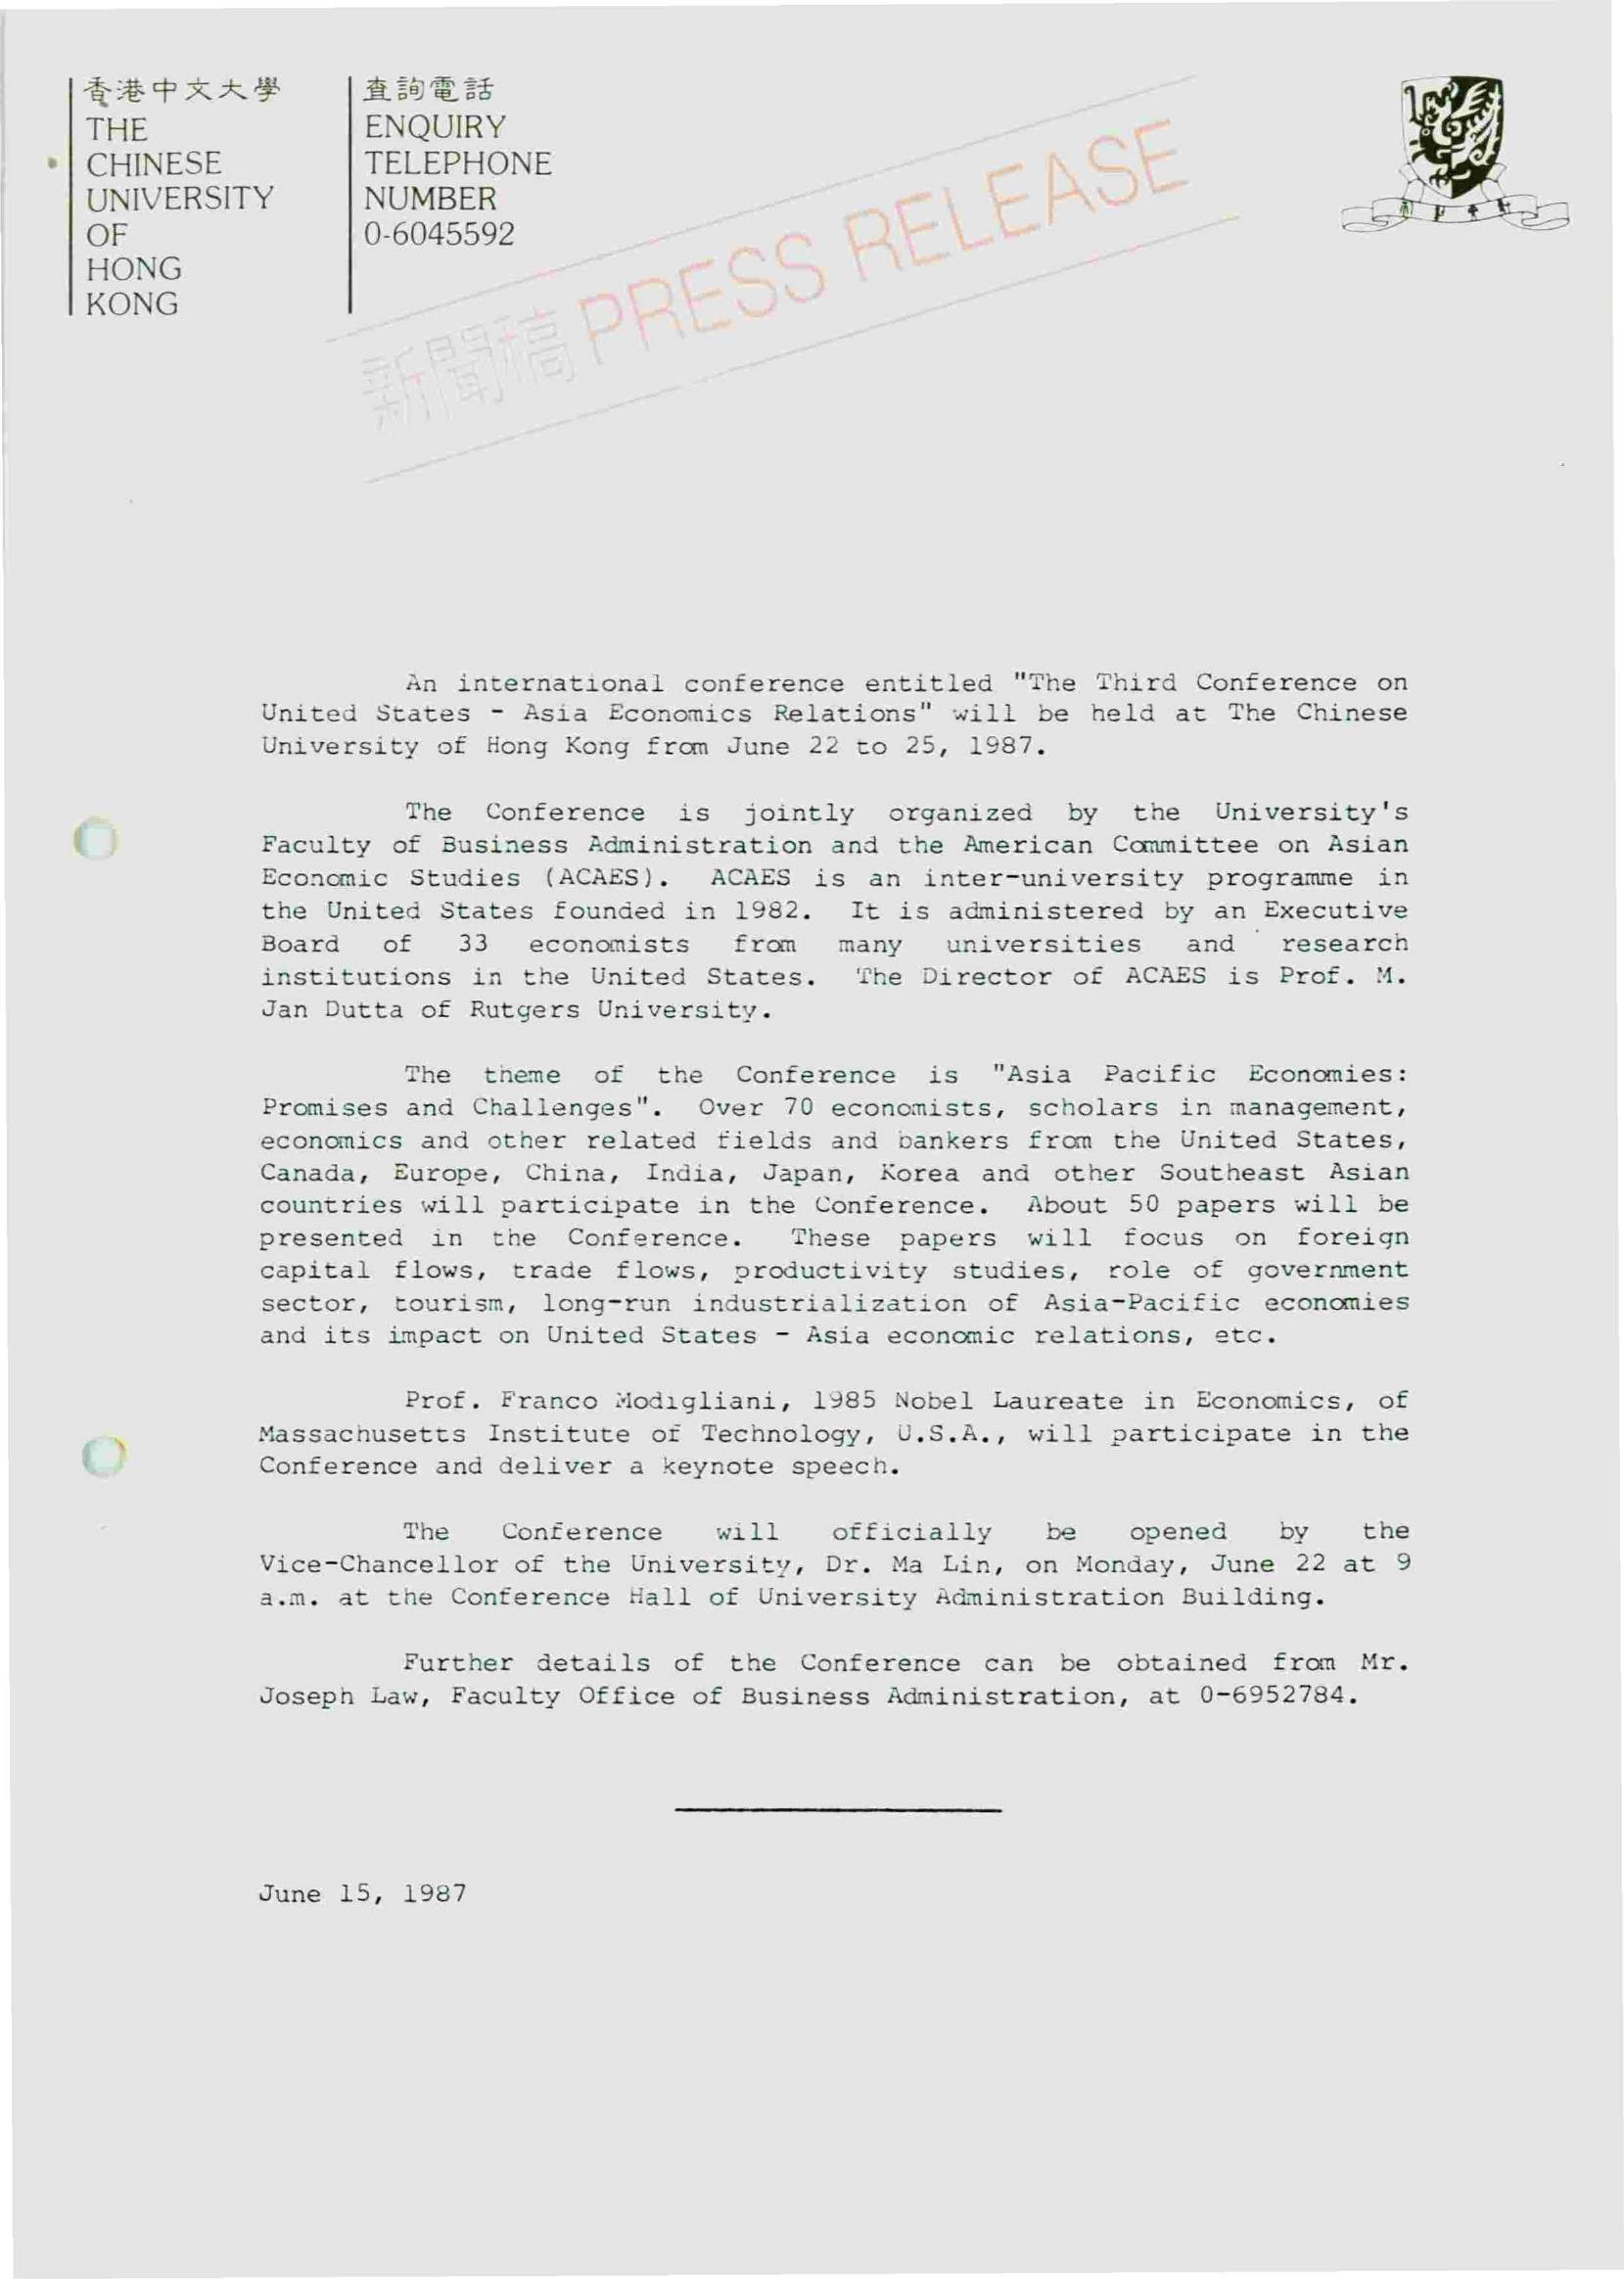 香港中文大學
THE
CHINESE
UNIVERSITY
OF
HONG
KONG
查詢電話
ENQUIRY
TELEPHONE
NUMBER
0-6045592
新聞稿 PRESS RELEASE
An international conference entitled "The Third Conference on
United States - Asia Economics Relations" will be held at The Chinese
University of Hong Kong from June 22 to 25, 1987.
The Conference is jointly organized by the University's
Faculty of Business Administration and the American Committee on Asian
Economic Studies (ACAES). ACAES is an inter-university programme in
the United States founded in 1982. It is administered by an Executive
Board of 33 economists from many universities and research
institutions in the United States. The Director of ACAES is Prof. M.
Jan Dutta of Rutgers University.
The theme of the Conference is "Asia Pacific Economies:
Promises and Challenges". Over 70 economists, scholars in management,
economics and other related fields and bankers from the United States,
Canada, Europe, China, India, Japan, Korea and other Southeast Asian
countries will participate in the Conference. About 50 papers will be
presented in the Conference. These papers will focus on foreign
capital flows, trade flows, productivity studies, role of government
sector, tourism, long-run industrialization of Asia-Pacific economies
and its impact on United States - Asia economic relations, etc.
Prof. Franco Modigliani, 1985 Nobel Laureate in Economics, of
Massachusetts Institute of Technology, U.S.A., will participate in the
Conference and deliver a keynote speech.
The Conference will officially be opened by the
Vice-Chancellor of the University, Dr. Ma Lin, on Monday, June 22 at 9
a.m. at the Conference Hall of University Administration Building.
Further details of the Conference can be obtained from Mr.
Joseph Law, Faculty Office of Business Administration, at 0-6952784.
June 15, 1987